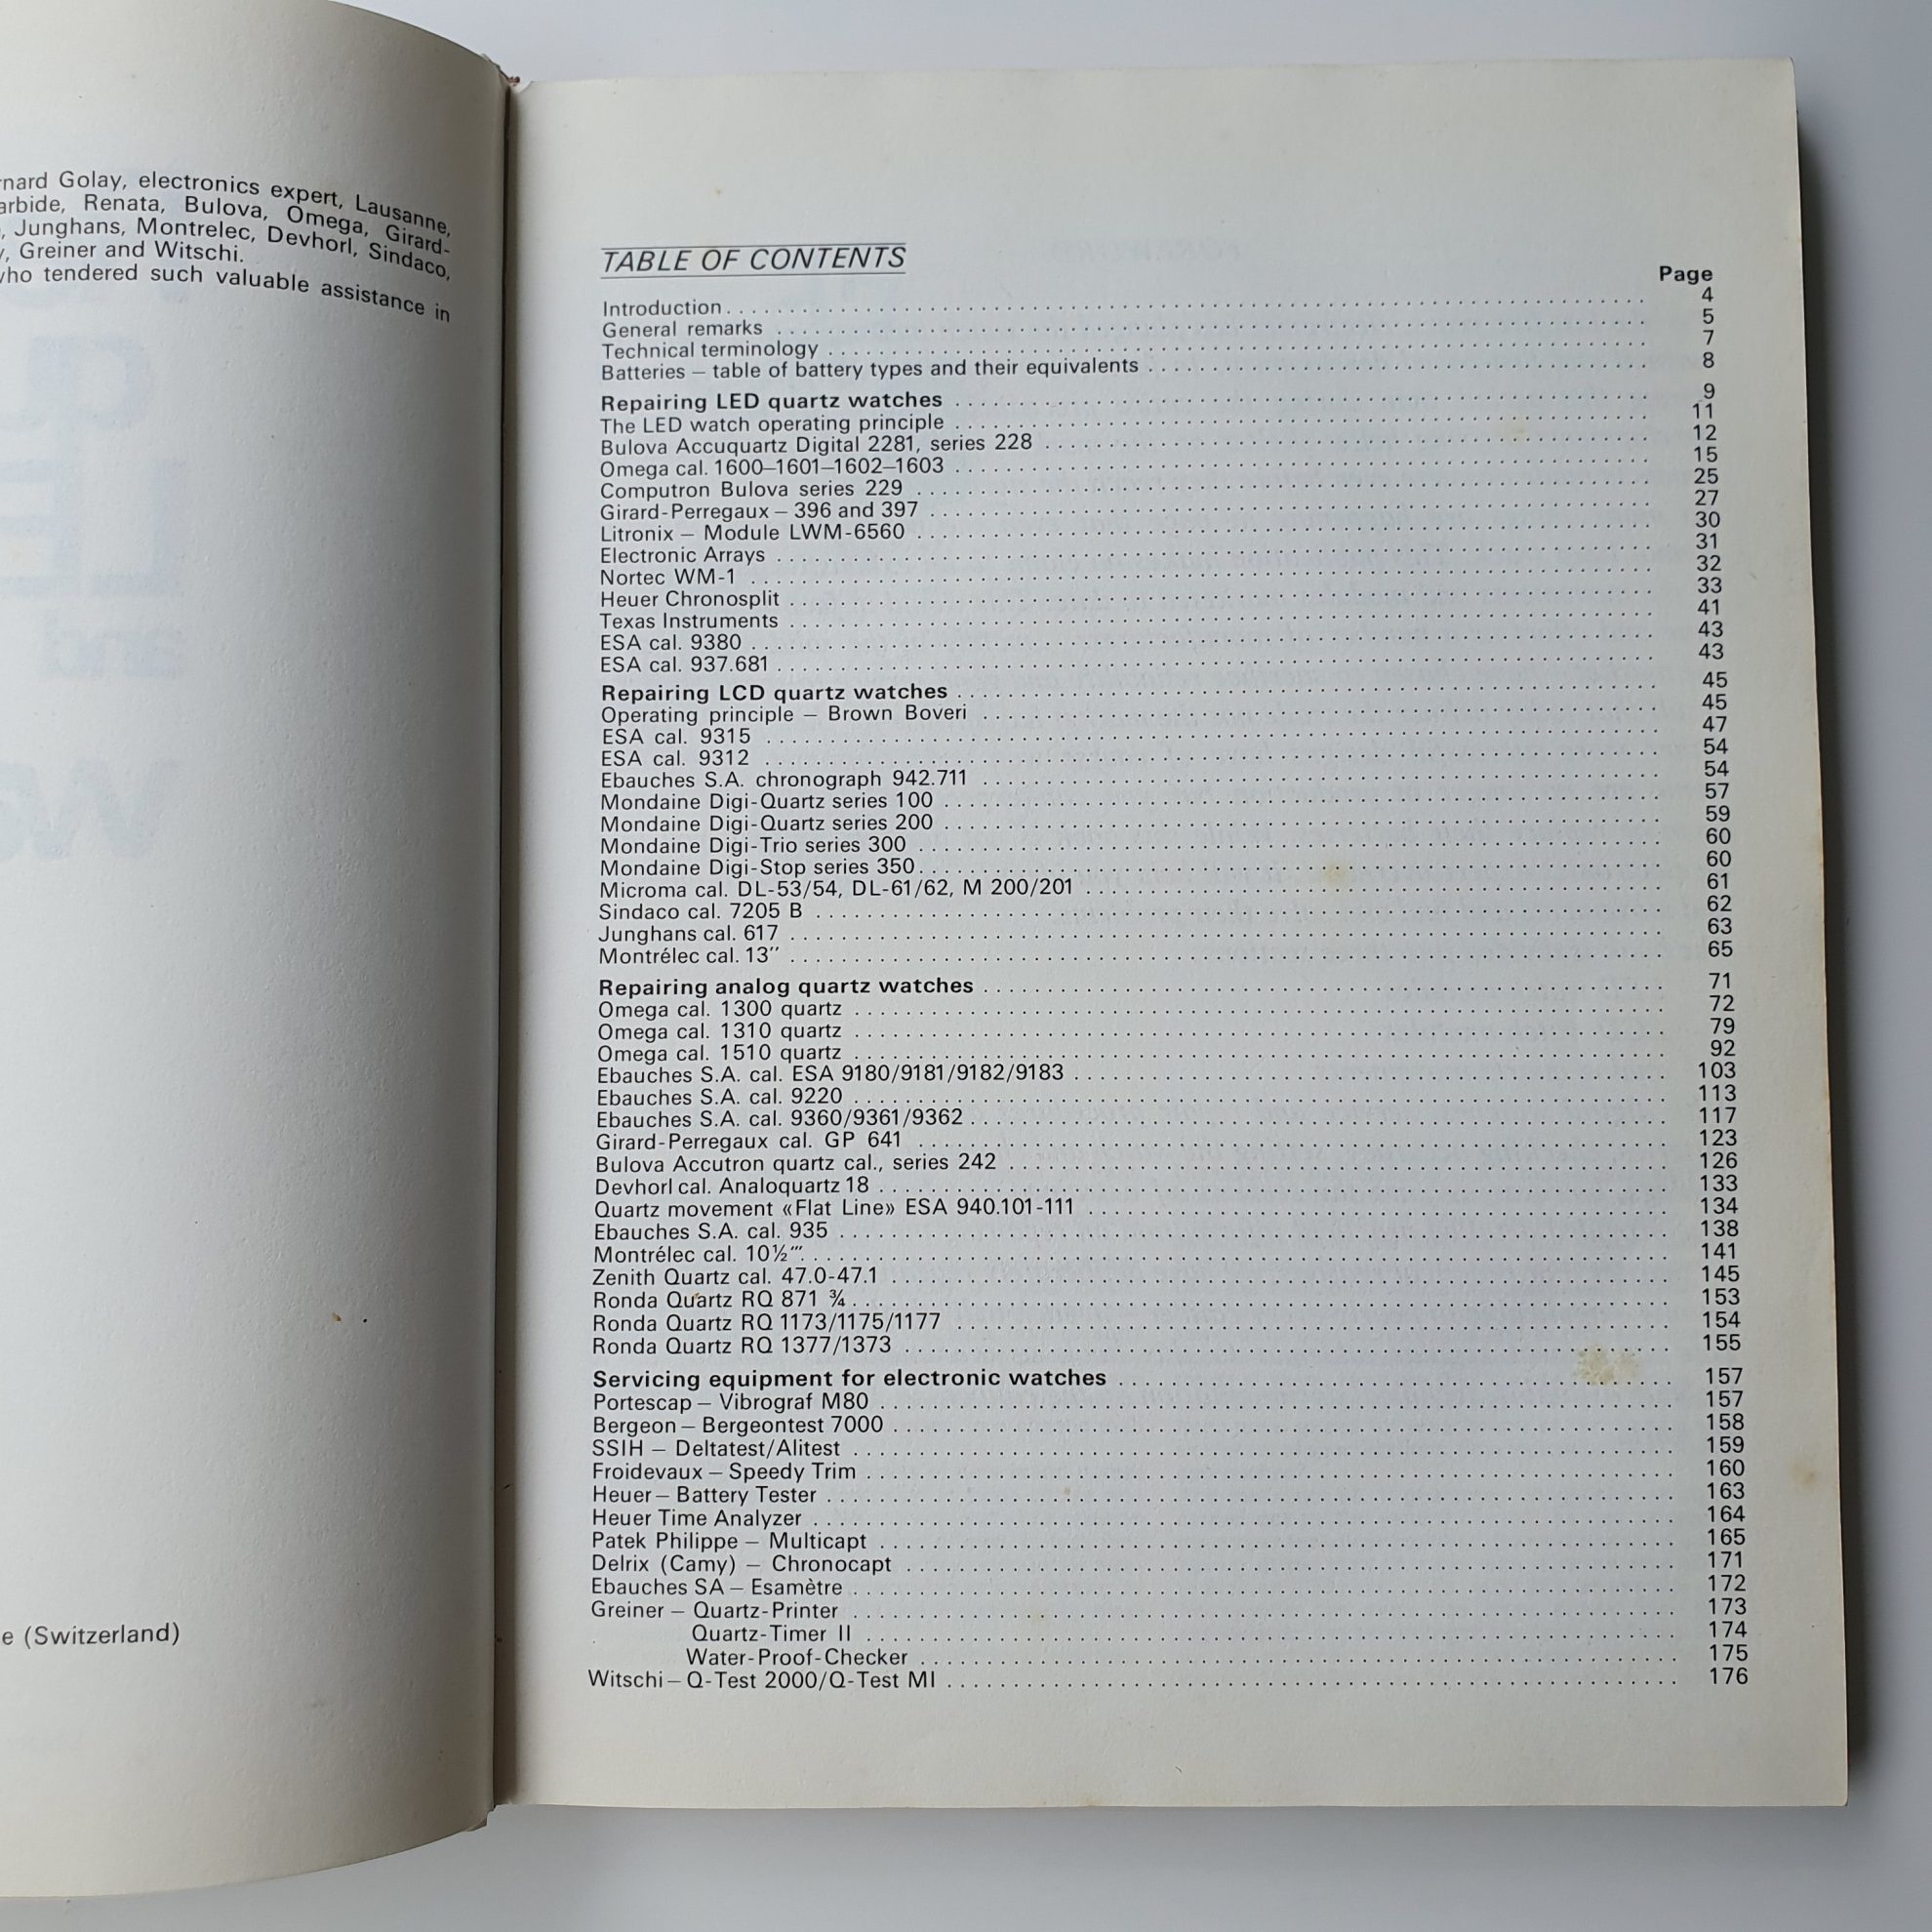 nard Golay, electronics expert, Lausanne,
arbide, Renata, Bulova, Omega, Girard-
, Junghans, Montrelec, Devhorl, Sindaco,
, Greiner and Witschi.
who tendered such valuable assistance in
e (Switzerland)
TABLE OF CONTENTS
Page
Introduction . . . . 4
General remarks . . . . 5
Technical terminology . . . . 7
Batteries – table of battery types and their equivalents . . . . 8
Repairing LED quartz watches . . . . 9
The LED watch operating principle . . . . 11
Bulova Accuquartz Digital 2281, series 228 . . . . 12
Omega cal. 1600–1601–1602–1603 . . . . 15
Computron Bulova series 229 . . . . 25
Girard-Perregaux – 396 and 397 . . . . 27
Litronix – Module LWM-6560 . . . . 30
Electronic Arrays . . . . 31
Nortec WM-1 . . . . 32
Heuer Chronosplit . . . . 33
Texas Instruments . . . . 41
ESA cal. 9380 . . . . 43
ESA cal. 937.681 . . . . 43
Repairing LCD quartz watches . . . . 45
Operating principle – Brown Boveri . . . . 45
ESA cal. 9315 . . . . 47
ESA cal. 9312 . . . . 54
Ebauches S.A. chronograph 942.711 . . . . 54
Mondaine Digi-Quartz series 100 . . . . 57
Mondaine Digi-Quartz series 200 . . . . 59
Mondaine Digi-Trio series 300 . . . . 60
Mondaine Digi-Stop series 350 . . . . 60
Microma cal. DL-53/54, DL-61/62, M 200/201 . . . . 61
Sindaco cal. 7205 B . . . . 62
Junghans cal. 617 . . . . 63
Montrélec cal. 13′′ . . . . 65
Repairing analog quartz watches . . . . 71
Omega cal. 1300 quartz . . . . 72
Omega cal. 1310 quartz . . . . 79
Omega cal. 1510 quartz . . . . 92
Ebauches S.A. cal. ESA 9180/9181/9182/9183 . . . . 103
Ebauches S.A. cal. 9220 . . . . 113
Ebauches S.A. cal. 9360/9361/9362 . . . . 117
Girard-Perregaux cal. GP 641 . . . . 123
Bulova Accutron quartz cal., series 242 . . . . 126
Devhorl cal. Analoquartz 18 . . . . 133
Quartz movement «Flat Line» ESA 940.101-111 . . . . 134
Ebauches S.A. cal. 935 . . . . 138
Montrélec cal. 10½′′′ . . . . 141
Zenith Quartz cal. 47.0-47.1 . . . . 145
Ronda Quartz RQ 871 ¾ . . . . 153
Ronda Quartz RQ 1173/1175/1177 . . . . 154
Ronda Quartz RQ 1377/1373 . . . . 155
Servicing equipment for electronic watches . . . . 157
Portescap – Vibrograf M80 . . . . 157
Bergeon – Bergeontest 7000 . . . . 158
SSIH – Deltatest/Alitest . . . . 159
Froidevaux – Speedy Trim . . . . 160
Heuer – Battery Tester . . . . 163
Heuer Time Analyzer . . . . 164
Patek Philippe – Multicapt . . . . 165
Delrix (Camy) – Chronocapt . . . . 171
Ebauches SA – Esamètre . . . . 172
Greiner – Quartz-Printer . . . . 173
Quartz-Timer II . . . . 174
Water-Proof-Checker . . . . 175
Witschi – Q-Test 2000/Q-Test MI . . . . 176